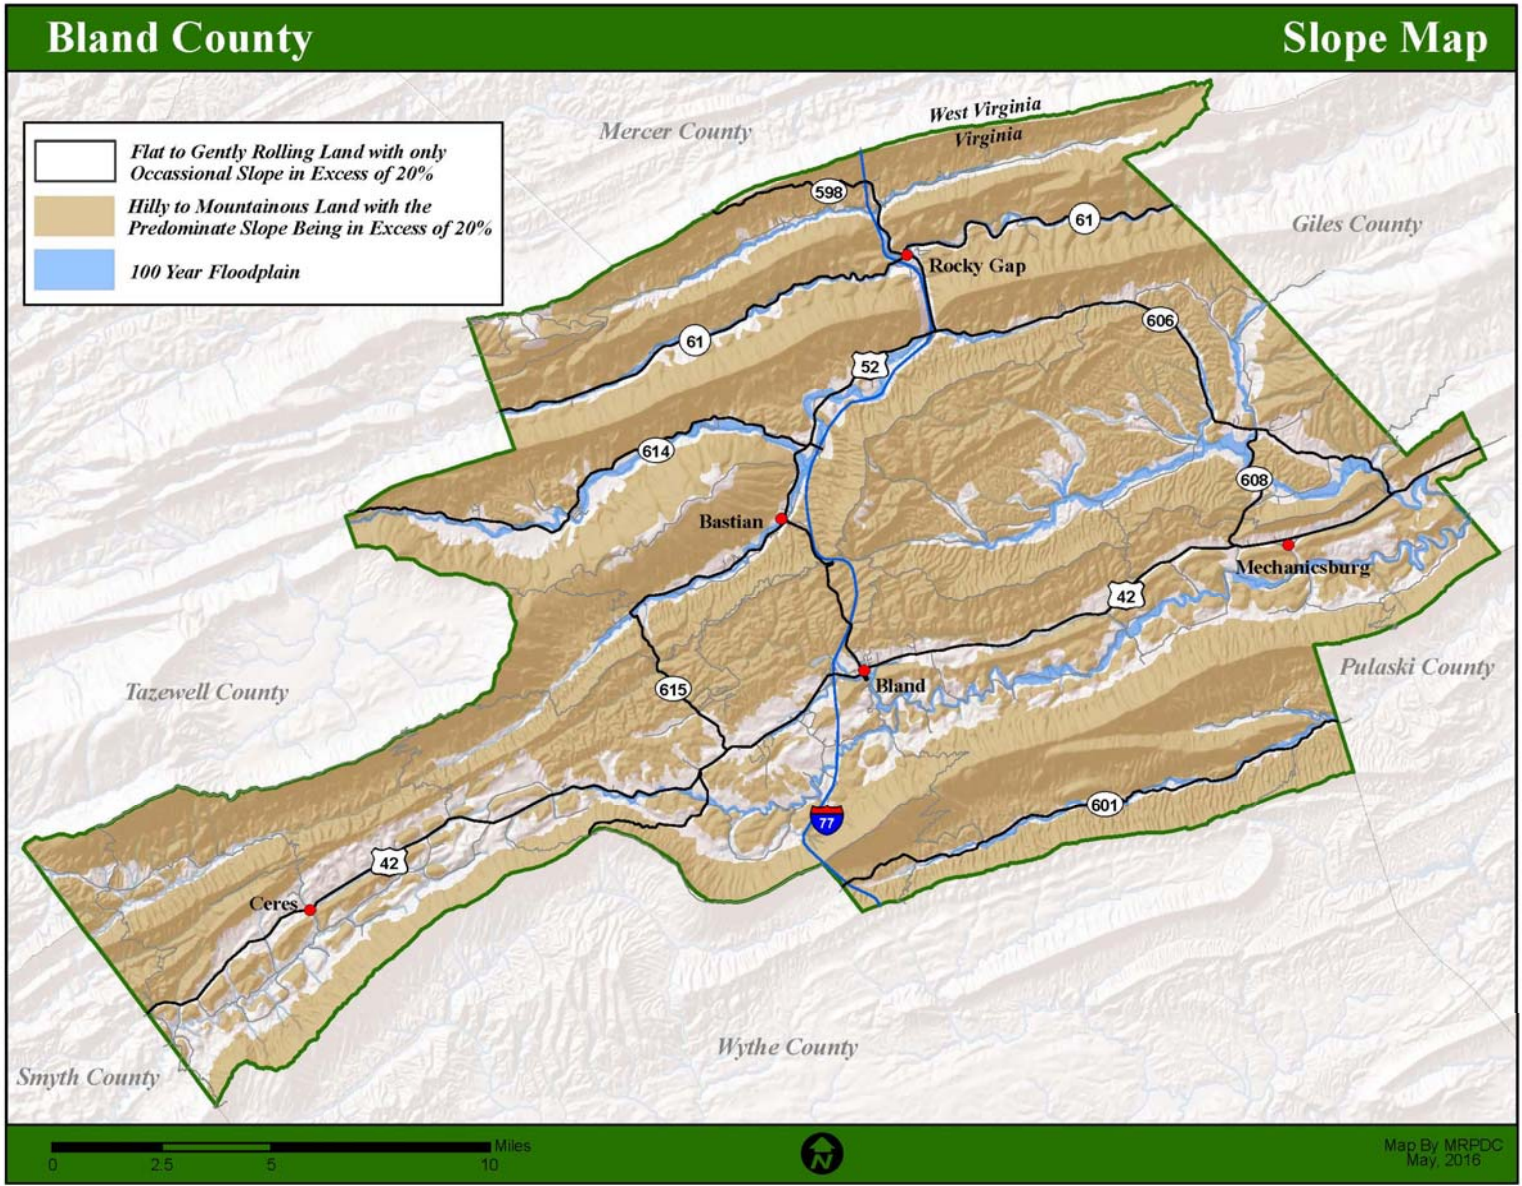 Bland County
Slope Map
Flat to Gently Rolling Land with only
Occassional Slope in Excess of 20%
Hilly to Mountainous Land with the
Predominate Slope Being in Excess of 20%
100 Year Floodplain
Mercer County
West Virginia
Virginia
598
61
Giles County
Rocky Gap
606
61
52
614
608
Bastian
Mechanicsburg
42
Pulaski County
Tazewell County
615
Bland
601
77
42
Ceres
Wythe County
Smyth County
Miles
0 2.5 5 10
N
Map By MRPDC
May, 2016